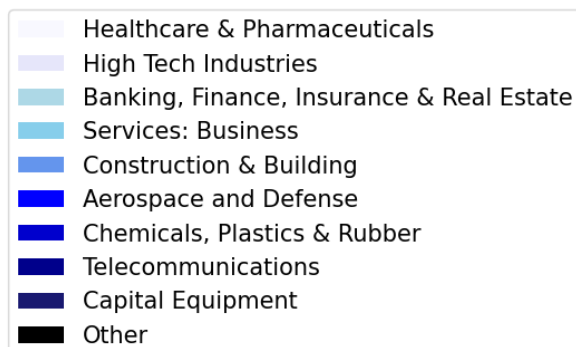 Healthcare & Pharmaceuticals
High Tech Industries
Banking, Finance, Insurance & Real Estate
Services: Business
Construction & Building
Aerospace and Defense
Chemicals, Plastics & Rubber
Telecommunications
Capital Equipment
Other